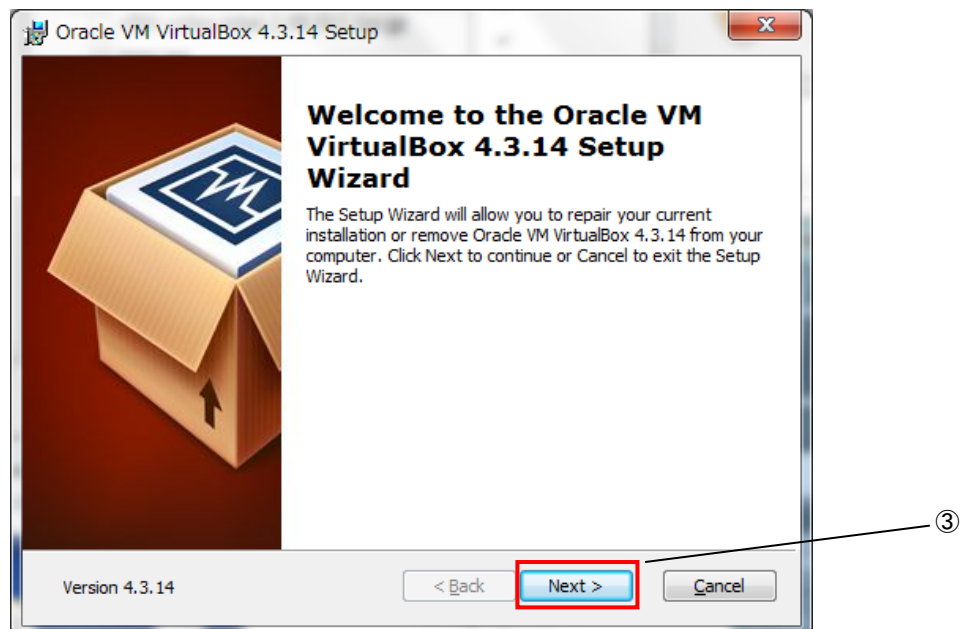 Oracle VM VirtualBox 4.3.14 Setup
Welcome to the Oracle VM
VirtualBox 4.3.14 Setup
Wizard
The Setup Wizard will allow you to repair your current
installation or remove Oracle VM VirtualBox 4.3.14 from your
computer. Click Next to continue or Cancel to exit the Setup
Wizard.
③
Version 4.3.14
< Back
Next >
Cancel